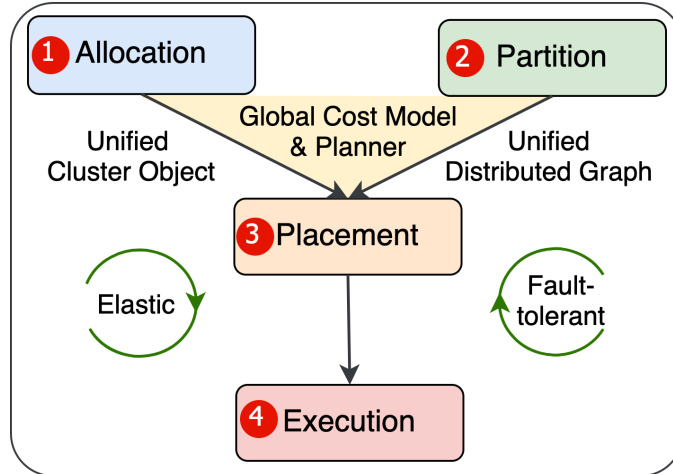 1 Allocation
2 Partition
Global Cost Model
& Planner
Unified
Cluster Object
Unified
Distributed Graph
3 Placement
Elastic
Fault-
tolerant
4 Execution